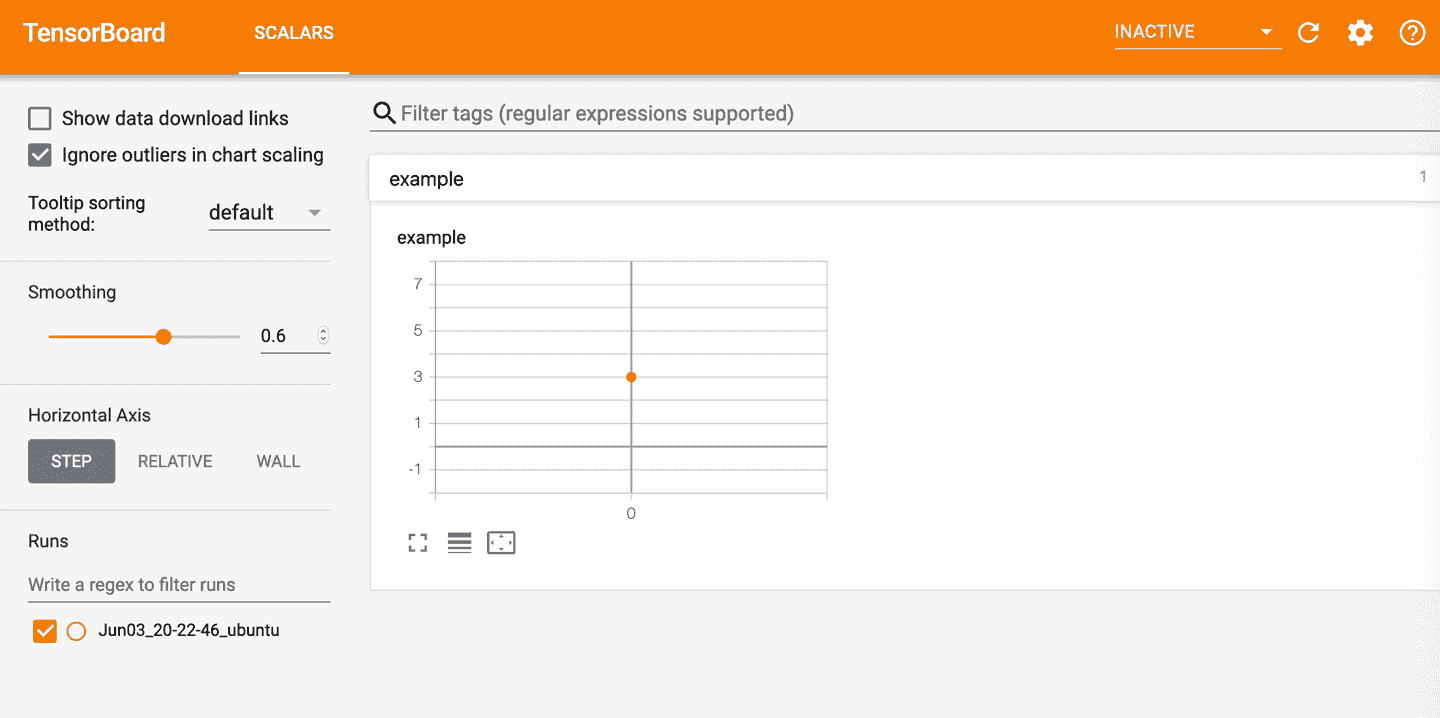 TensorBoard
SCALARS
INACTIVE
Show data download links
Ignore outliers in chart scaling
Tooltip sorting
method:
default
Smoothing
0.6
Horizontal Axis
STEP RELATIVE WALL
Runs
Write a regex to filter runs
Jun03_20-22-46_ubuntu
Filter tags (regular expressions supported)
example
1
example
7
5
3
1
-1
0